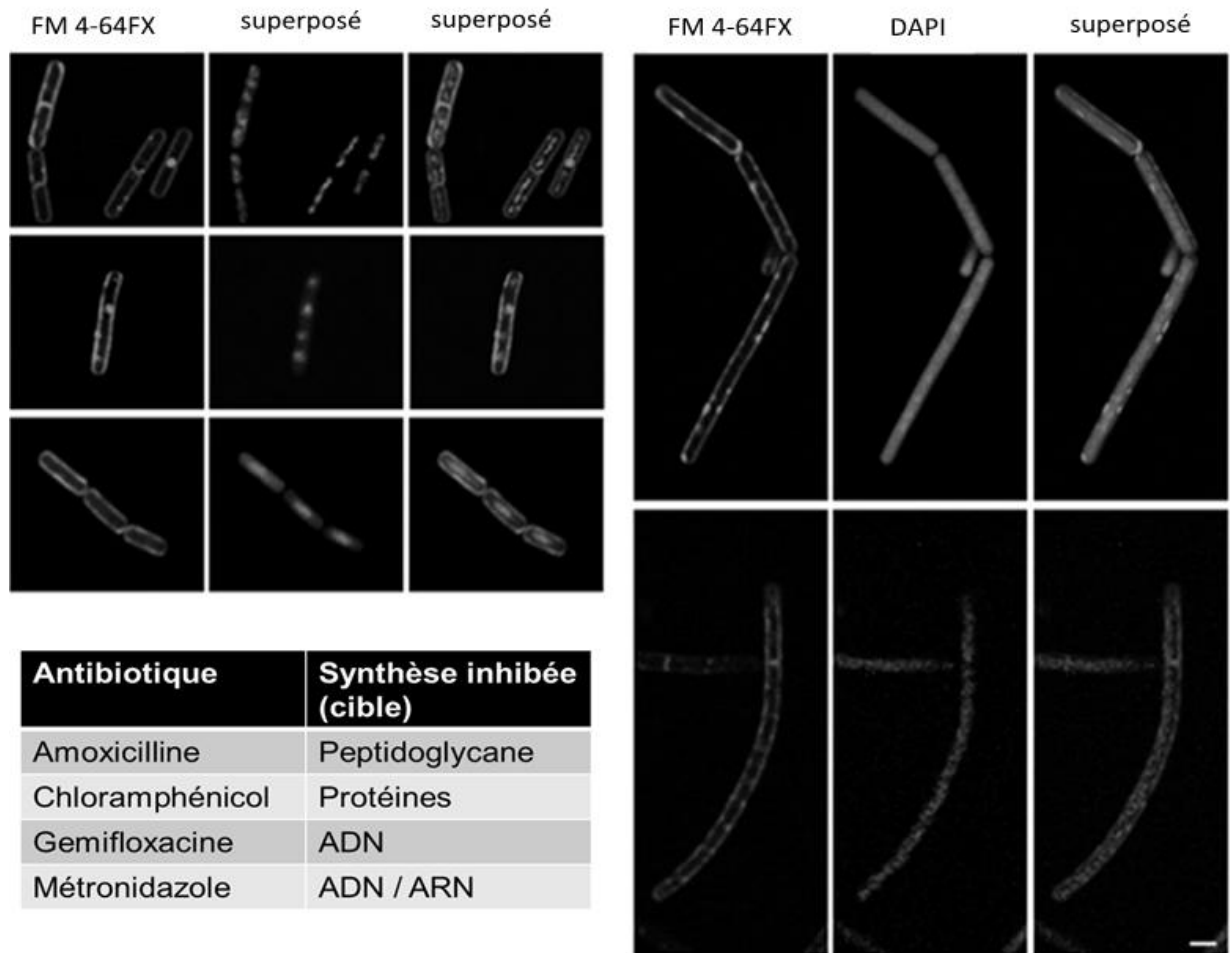 FM 4-64FX superposé superposé
FM 4-64FX DAPI superposé
Antibiotique Synthèse inhibée (cible)
Amoxicilline Peptidoglycane
Chloramphénicol Protéines
Gemifloxacine ADN
Métronidazole ADN / ARN